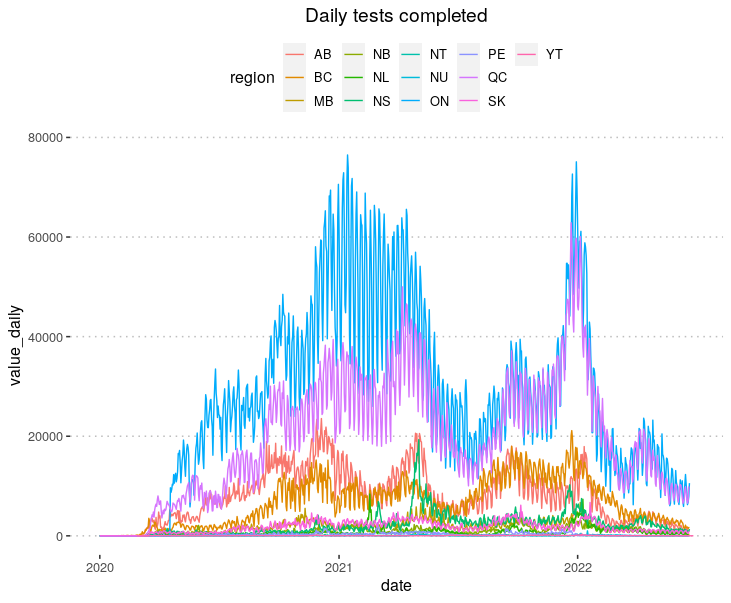 Daily tests completed
region
AB NB NT PE YT
BC NL NU QC
MB NS ON SK
value_daily
80000
60000
40000
20000
0
2020 2021 2022
date